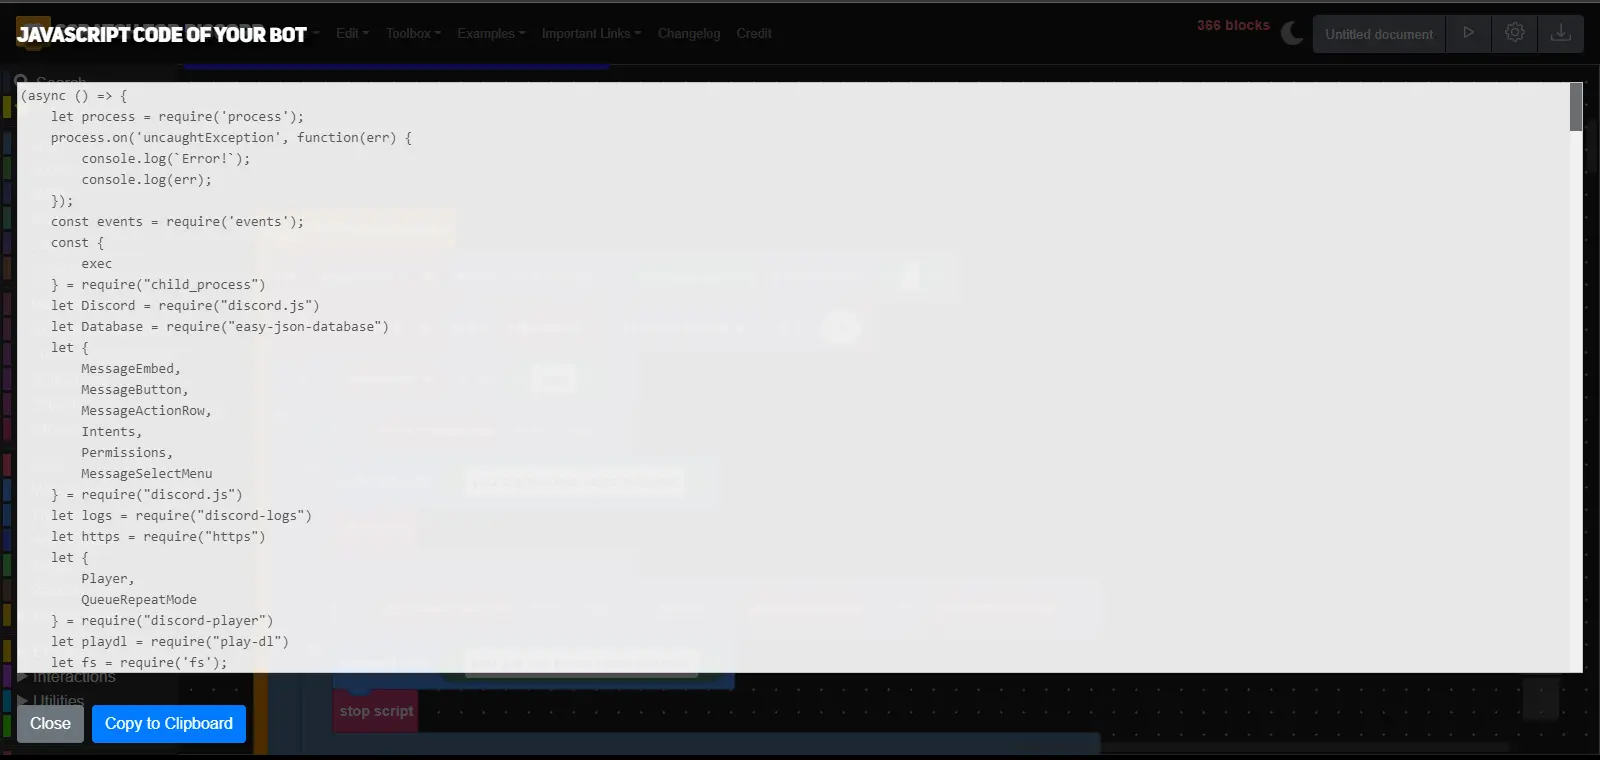 JAVASCRIPT CODE OF YOUR BOT
Edit
Toolbox
Examples
Important Links
Changelog
Credit
366 blocks
Untitled document
Search
(async () => {
    let process = require('process');
    process.on('uncaughtException', function(err) {
        console.log(`Error!`);
        console.log(err);
    });
    const events = require('events');
    const {
        exec
    } = require("child_process")
    let Discord = require("discord.js")
    let Database = require("easy-json-database")
    let {
        MessageEmbed,
        MessageButton,
        MessageActionRow,
        Intents,
        Permissions,
        MessageSelectMenu
    } = require("discord.js")
    let logs = require("discord-logs")
    let https = require("https")
    let {
        Player,
        QueueRepeatMode
    } = require("discord-player")
    let playdl = require("play-dl")
    let fs = require('fs');
Interactions
Utilities
stop script
Close
Copy to Clipboard